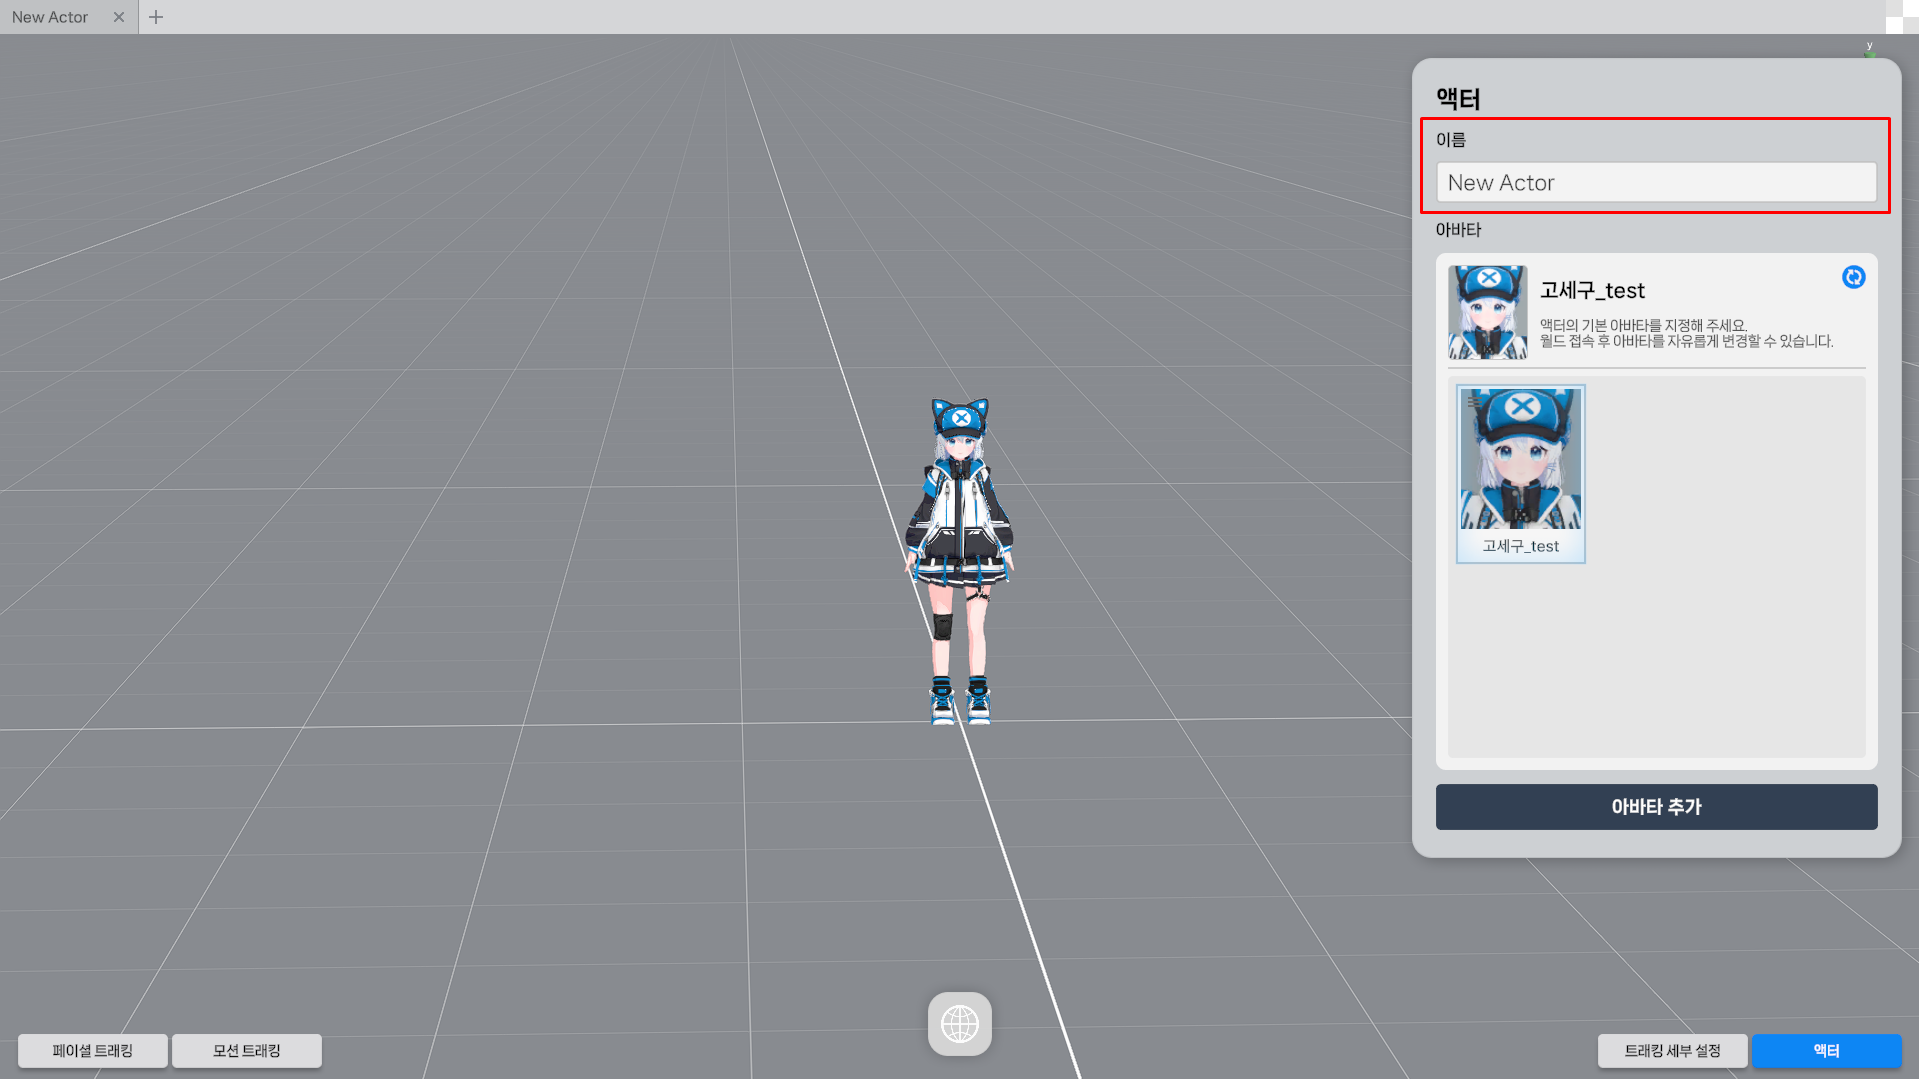 New Actor
y
액터
이름
New Actor
아바타
고세구_test
액터의 기본 아바타를 지정해 주세요.
월드 접속 후 아바타를 자유롭게 변경할 수 있습니다.
고세구_test
아바타 추가
페이셜 트래킹
모션 트래킹
트래킹 세부 설정
액터